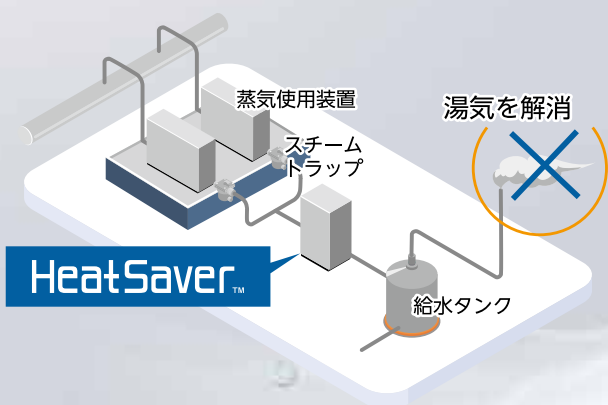 蒸気使用装置
湯気を解消
スチーム
トラップ
HeatSaver™
給水タンク